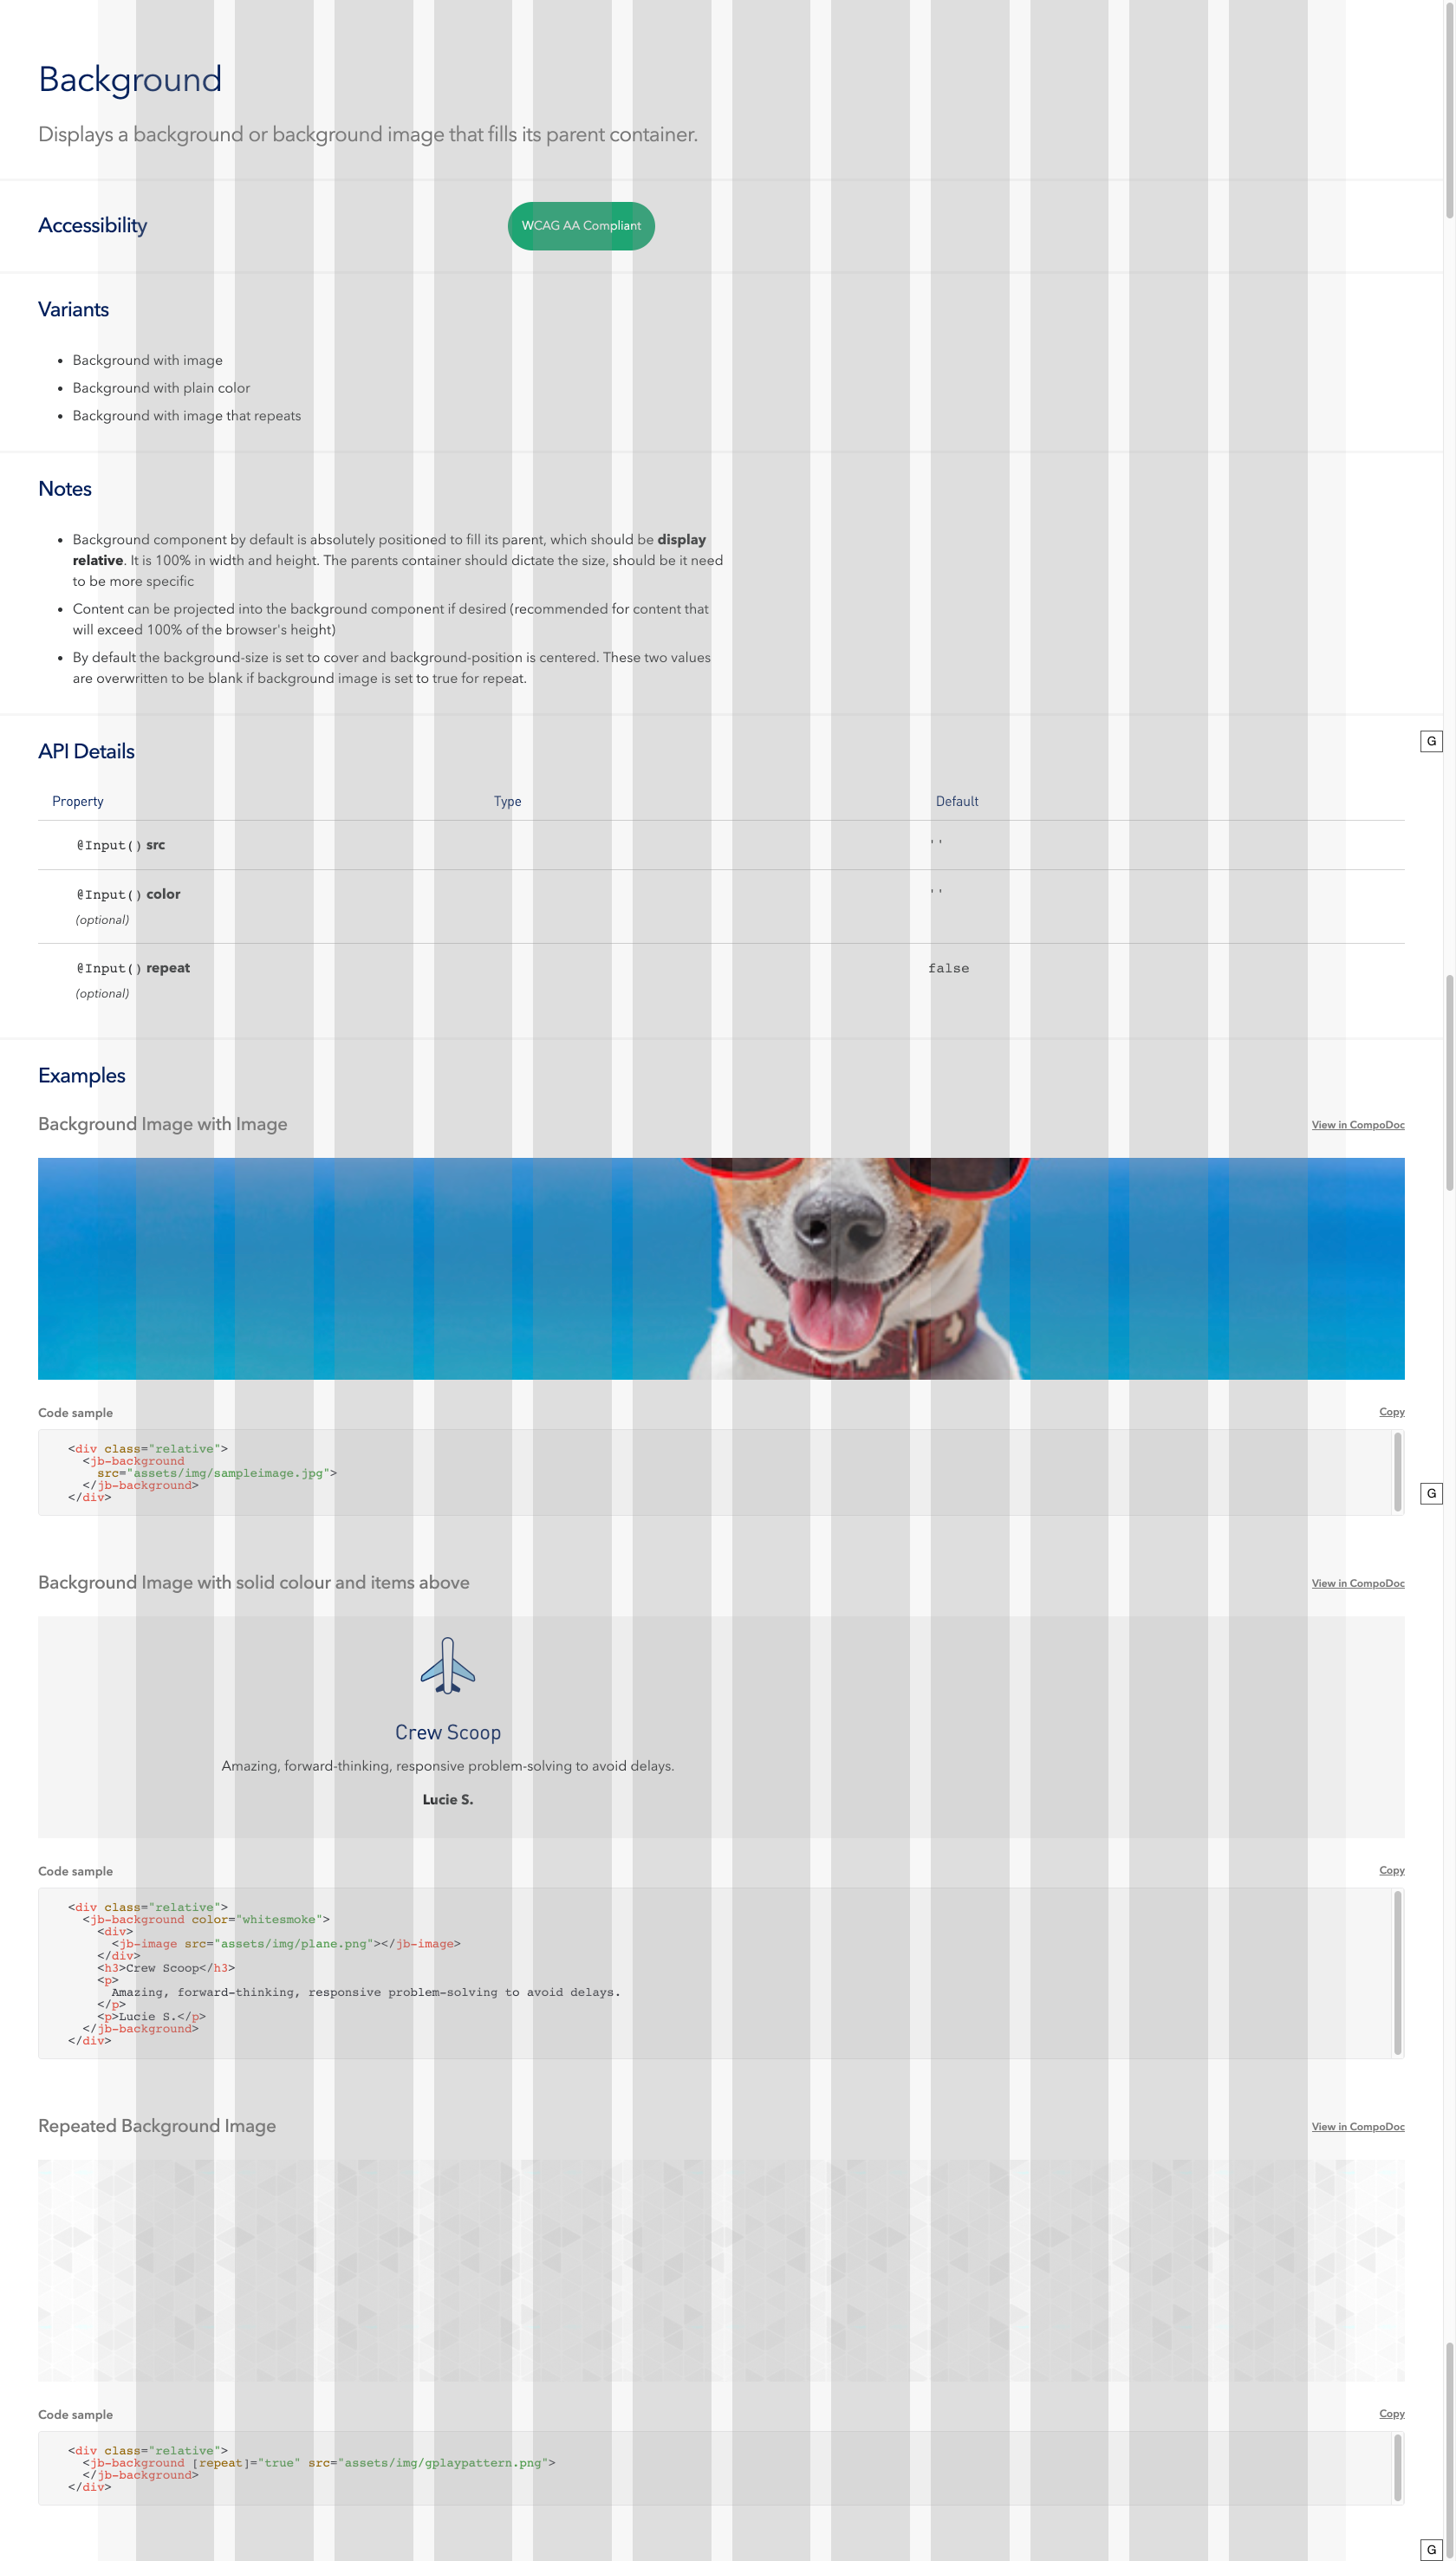 Background
Displays a background or background image that fills its parent container.
Accessibility
WCAG AA Compliant
Variants
• Background with image
• Background with plain color
• Background with image that repeats
Notes
• Background component by default is absolutely positioned to fill its parent, which should be display
relative. It is 100% in width and height. The parents container should dictate the size, should be it need
to be more specific
• Content can be projected into the background component if desired (recommended for content that
will exceed 100% of the browser's height)
• By default the background-size is set to cover and background-position is centered. These two values
are overwritten to be blank if background image is set to true for repeat.
API Details
G
Property Type Default
@Input() src ''
@Input() color ''
(optional)
@Input() repeat false
(optional)
Examples
Background Image with Image View in CompoDoc
Code sample Copy
<div class="relative">
<jb-background
src="assets/img/sampleimage.jpg">
</jb-background>
</div>
G
Background Image with solid colour and items above View in CompoDoc
Crew Scoop
Amazing, forward-thinking, responsive problem-solving to avoid delays.
Lucie S.
Code sample Copy
<div class="relative">
<jb-background color="whitesmoke">
<div>
<jb-image src="assets/img/plane.png"></jb-image>
</div>
<h3>Crew Scoop</h3>
<p>
Amazing, forward-thinking, responsive problem-solving to avoid delays.
</p>
<p>Lucie S.</p>
</jb-background>
</div>
Repeated Background Image View in CompoDoc
Code sample Copy
<div class="relative">
<jb-background [repeat]="true" src="assets/img/gplaypattern.png">
</jb-background>
</div>
G